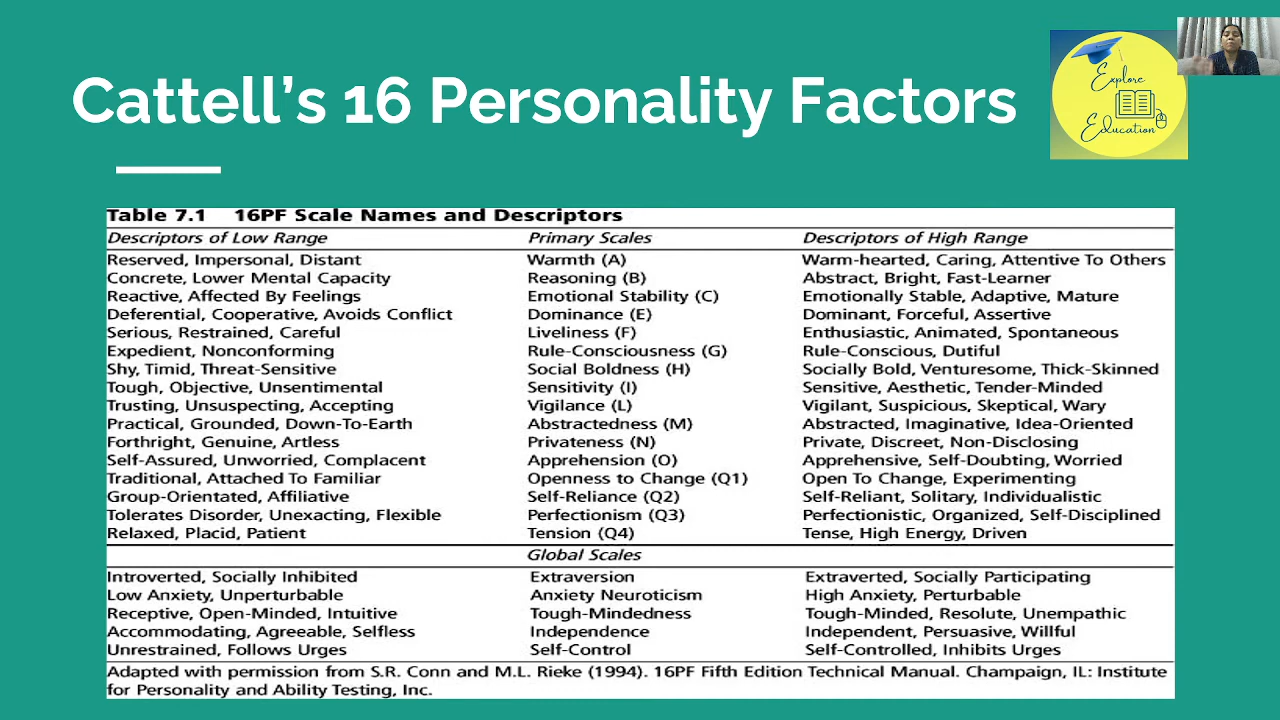 Cattell's 16 Personality Factors
Explore
Education
Table 7.1 16PF Scale Names and Descriptors
Descriptors of Low Range Primary Scales Descriptors of High Range
Reserved, Impersonal, Distant Warmth (A) Warm-hearted, Caring, Attentive To Others
Concrete, Lower Mental Capacity Reasoning (B) Abstract, Bright, Fast-Learner
Reactive, Affected By Feelings Emotional Stability (C) Emotionally Stable, Adaptive, Mature
Deferential, Cooperative, Avoids Conflict Dominance (E) Dominant, Forceful, Assertive
Serious, Restrained, Careful Liveliness (F) Enthusiastic, Animated, Spontaneous
Expedient, Nonconforming Rule-Consciousness (G) Rule-Conscious, Dutiful
Shy, Timid, Threat-Sensitive Social Boldness (H) Socially Bold, Venturesome, Thick-Skinned
Tough, Objective, Unsentimental Sensitivity (I) Sensitive, Aesthetic, Tender-Minded
Trusting, Unsuspecting, Accepting Vigilance (L) Vigilant, Suspicious, Skeptical, Wary
Practical, Grounded, Down-To-Earth Abstractedness (M) Abstracted, Imaginative, Idea-Oriented
Forthright, Genuine, Artless Privateness (N) Private, Discreet, Non-Disclosing
Self-Assured, Unworried, Complacent Apprehension (O) Apprehensive, Self-Doubting, Worried
Traditional, Attached To Familiar Openness to Change (Q1) Open To Change, Experimenting
Group-Orientated, Affiliative Self-Reliance (Q2) Self-Reliant, Solitary, Individualistic
Tolerates Disorder, Unexacting, Flexible Perfectionism (Q3) Perfectionistic, Organized, Self-Disciplined
Relaxed, Placid, Patient Tension (Q4) Tense, High Energy, Driven
Global Scales
Introverted, Socially Inhibited Extraversion Extraverted, Socially Participating
Low Anxiety, Unperturbable Anxiety Neuroticism High Anxiety, Perturbable
Receptive, Open-Minded, Intuitive Tough-Mindedness Tough-Minded, Resolute, Unempathic
Accommodating, Agreeable, Selfless Independence Independent, Persuasive, Willful
Unrestrained, Follows Urges Self-Control Self-Controlled, Inhibits Urges
Adapted with permission from S.R. Conn and M.L. Rieke (1994). 16PF Fifth Edition Technical Manual. Champaign, IL: Institute
for Personality and Ability Testing, Inc.